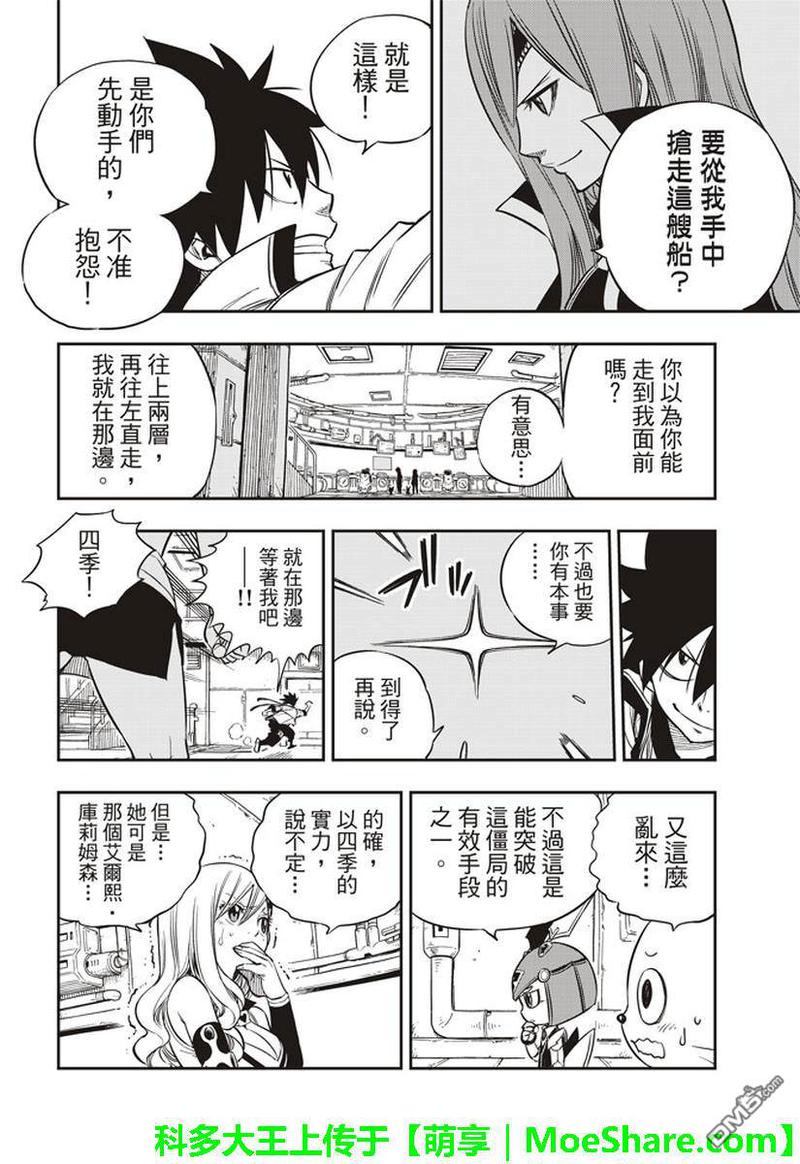 要從我手中
搶走這艘船？
就是
這樣！
是你們
先動手的，
不准
抱怨！
你以為你能
走到我面前
嗎？
有意思…
往上兩層，
再往左直走，
我就在那邊。
不過也要
你有本事
……
到得了
再說。
就在那邊
等著我吧
——!!
四季！
又這麼
亂來…
不過這是
能突破
這僵局的
有效手段
之一。
的確，
以四季的
實力，
說不定…
但是…
她可是
那個艾爾熙．
庫莉姆森…
DM5.com
科多大王上传于【萌享｜MoeShare.com】